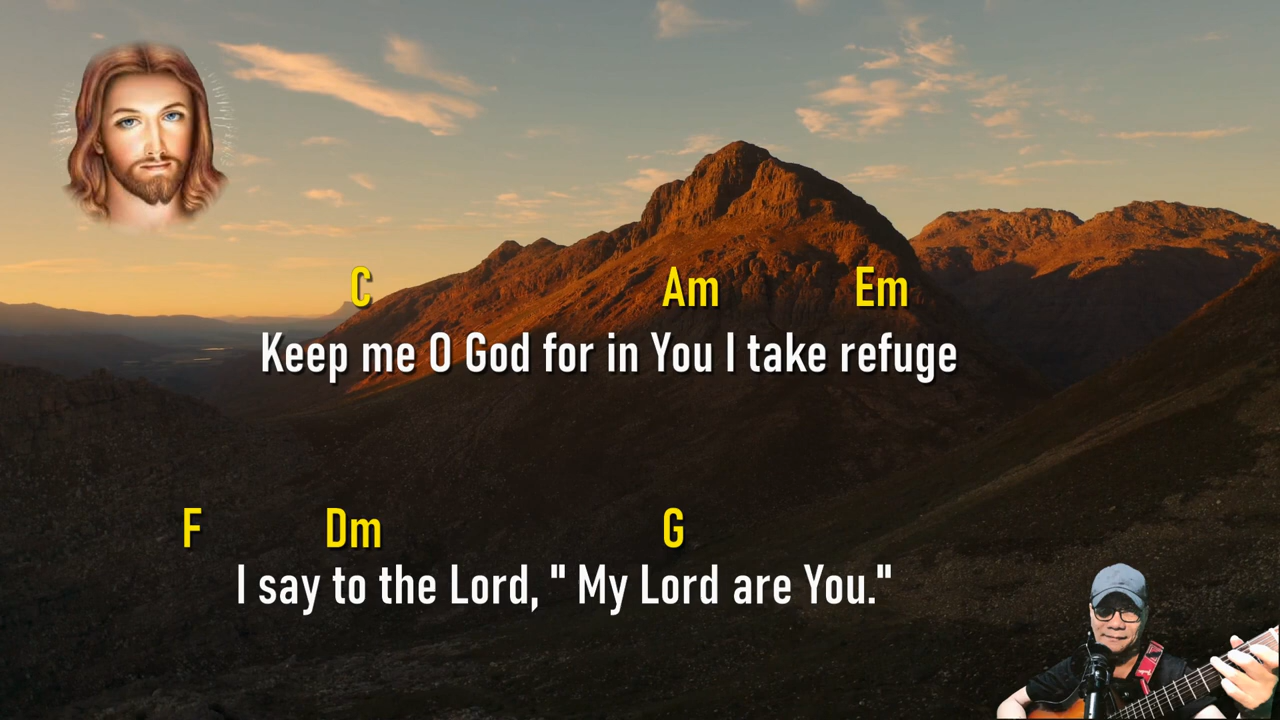 C Am Em
Keep me O God for in You I take refuge
F Dm G
I say to the Lord, " My Lord are You."